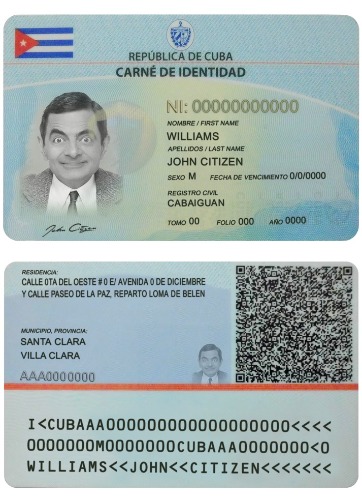 REPÚBLICA DE CUBA
CARNÉ DE IDENTIDAD
NI: 00000000000
NOMBRE / FIRST NAME
WILLIAMS
APELLIDOS / LAST NAME
JOHN CITIZEN
SEXO M FECHA DE VENCIMIENTO 0/0/0000
REGISTRO CIVIL
CABAIGUAN
TOMO 00 FOLIO 000 AÑO 0000
John Citizen
RESIDENCIA:
CALLE 0TA DEL OESTE # 0 E/ AVENIDA 0 DE DICIEMBRE
Y CALLE PASEO DE LA PAZ, REPARTO LOMA DE BELEN
MUNICIPIO, PROVINCIA:
SANTA CLARA
VILLA CLARA
AAA0000000
I<CUBAAA00000000000000000<<<<
0000000M0000000CUBAAA0000000<0
WILLIAMS<<JOHN<<CITIZEN<<<<<<<